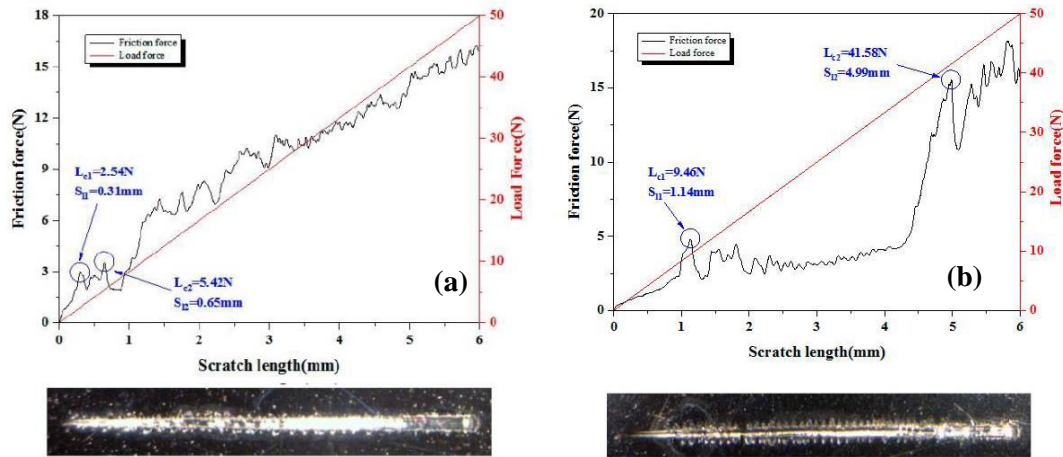 18
15
12
9
6
3
0
Friction force(N)
Friction force
Load force
50
40
30
20
10
0
Load Force(N)
Lc1=2.54N
Sl1=0.31mm
Lc2=5.42N
Sl2=0.65mm
(a)
0 1 2 3 4 5 6
Scratch length(mm)
20
15
10
5
0
Friction force(N)
Friction force
Load force
50
40
30
20
10
0
Load Force(N)
Lc2=41.58N
Sl2=4.99mm
Lc1=9.46N
Sl1=1.14mm
(b)
0 1 2 3 4 5 6
Scratch length(mm)